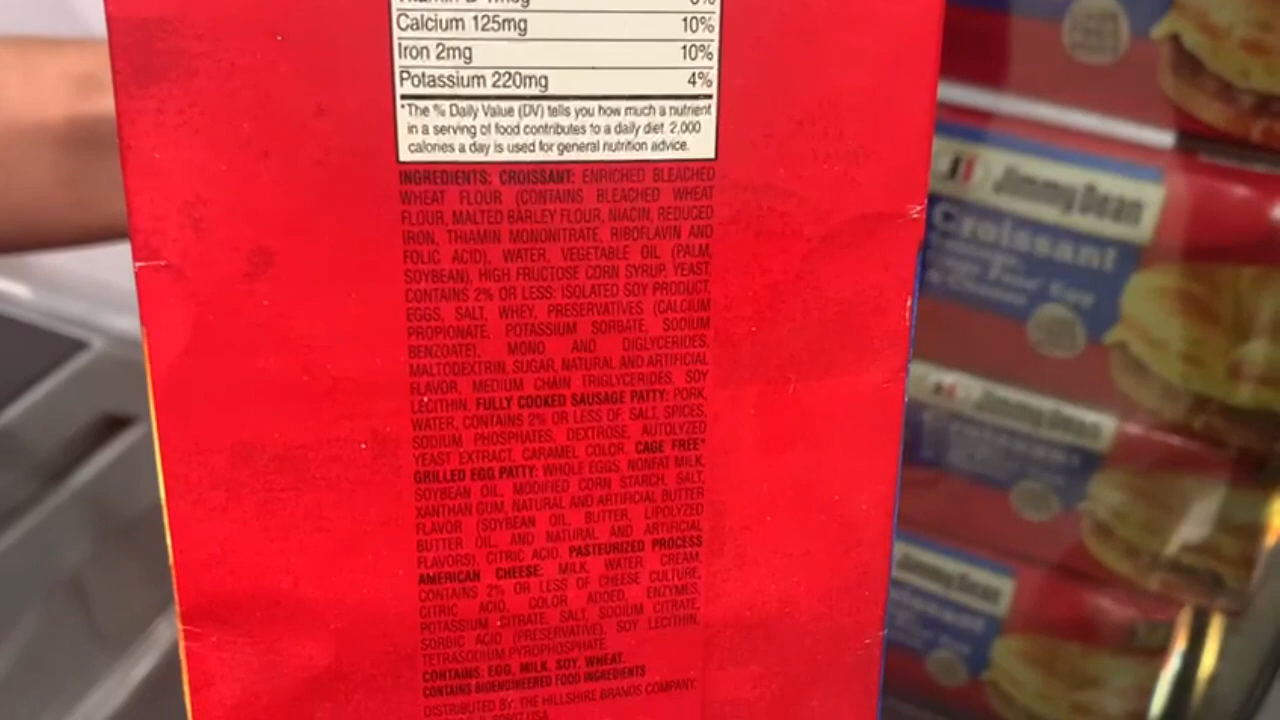 Calcium 125mg 10%
Iron 2mg 10%
Potassium 220mg 4%
*The % Daily Value (DV) tells you how much a nutrient
in a serving of food contributes to a daily diet. 2,000
calories a day is used for general nutrition advice.
INGREDIENTS: CROISSANT: ENRICHED BLEACHED
WHEAT FLOUR (CONTAINS BLEACHED WHEAT
FLOUR, MALTED BARLEY FLOUR, NIACIN, REDUCED
IRON, THIAMIN MONONITRATE, RIBOFLAVIN AND
FOLIC ACID), WATER, VEGETABLE OIL (PALM,
SOYBEAN), HIGH FRUCTOSE CORN SYRUP, YEAST,
CONTAINS 2% OR LESS: ISOLATED SOY PRODUCT,
EGGS, SALT, WHEY, PRESERVATIVES (CALCIUM
PROPIONATE, POTASSIUM SORBATE, SODIUM
BENZOATE), MONO AND DIGLYCERIDES,
MALTODEXTRIN, SUGAR, NATURAL AND ARTIFICIAL
FLAVOR, MEDIUM CHAIN TRIGLYCERIDES, SOY
LECITHIN. FULLY COOKED SAUSAGE PATTY: PORK,
WATER, CONTAINS 2% OR LESS OF: SALT, SPICES,
SODIUM PHOSPHATES, DEXTROSE, AUTOLYZED
YEAST EXTRACT, CARAMEL COLOR. CAGE FREE*
GRILLED EGG PATTY: WHOLE EGGS, NONFAT MILK,
SOYBEAN OIL, MODIFIED CORN STARCH, SALT,
XANTHAN GUM, NATURAL AND ARTIFICIAL BUTTER
FLAVOR (SOYBEAN OIL, BUTTER, LIPOLYZED
BUTTER OIL, AND NATURAL AND ARTIFICIAL
FLAVORS), CITRIC ACID. PASTEURIZED PROCESS
AMERICAN CHEESE: MILK, WATER, CREAM,
CONTAINS 2% OR LESS OF CHEESE CULTURE,
CITRIC ACID, COLOR ADDED, ENZYMES,
POTASSIUM CITRATE, SALT, SODIUM CITRATE,
SORBIC ACID (PRESERVATIVE), SOY LECITHIN,
TETRASODIUM PYROPHOSPHATE.
CONTAINS: EGG, MILK, SOY, WHEAT.
CONTAINS BIOENGINEERED FOOD INGREDIENTS
DISTRIBUTED BY: THE HILLSHIRE BRANDS COMPANY,
Jimmy Dean
Croissant
Jimmy Dean
Jimmy Dean